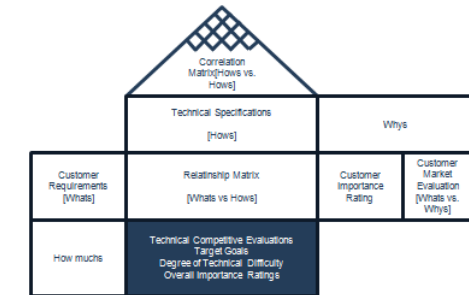 Correlation
Matrix[Hows vs.
Hows]
Technical Specifications
[Hows]
Whys
Customer
Requirements
[Whats]
Relatinship Matrix
[Whats vs Hows]
Customer
Importance
Rating
Customer
Market
Evaluation
[Whats vs.
Whys]
How muchs
Technical Competitive Evaluations
Target Goals
Degree of Technical Difficulty
Overall Importance Ratings